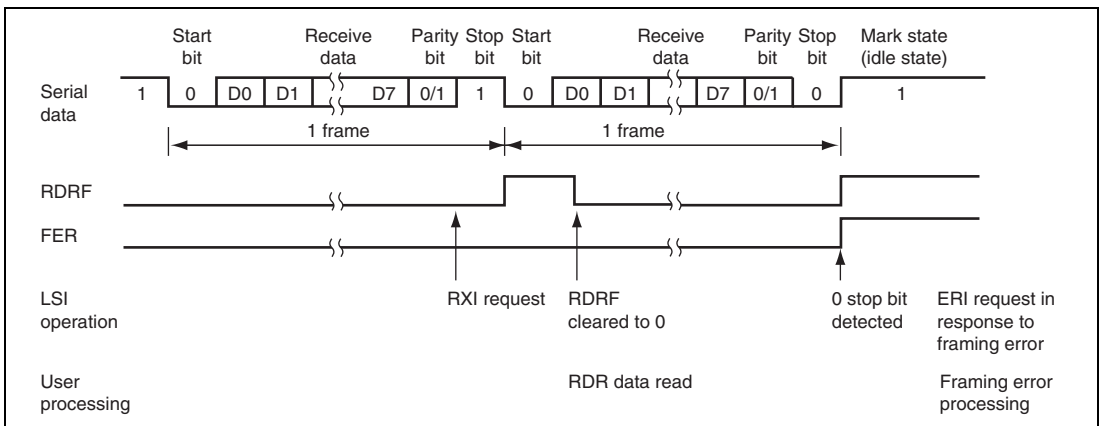 Start bit
Receive data
Parity bit
Stop bit
Start bit
Receive data
Parity bit
Stop bit
Mark state (idle state)
Serial data
1 0 D0 D1 D7 0/1 1 0 D0 D1 D7 0/1 0 1
1 frame
1 frame
RDRF
FER
LSI operation
RXI request
RDRF cleared to 0
0 stop bit detected
ERI request in response to framing error
User processing
RDR data read
Framing error processing